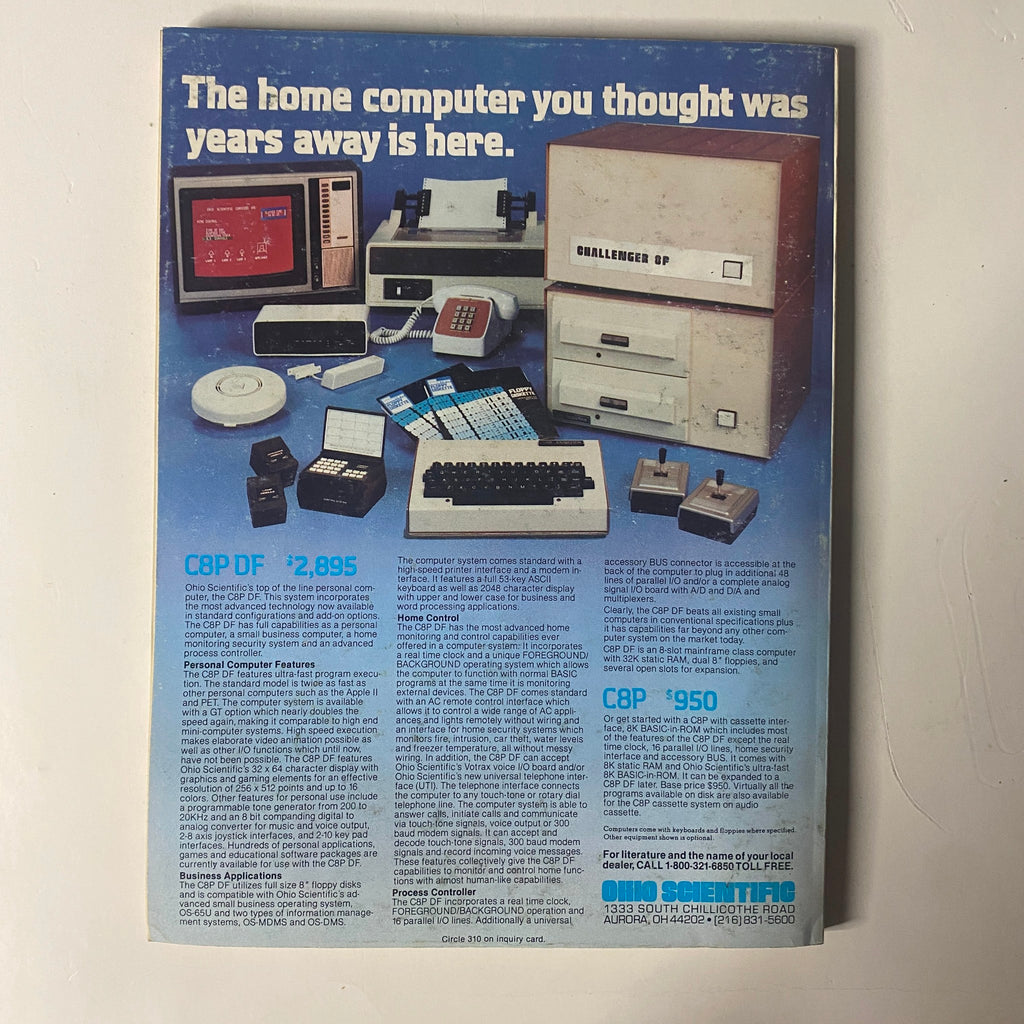 The home computer you thought was
years away is here.
CHALLENGER 8P
FLOPPY
DISKETTE
C8P DF $2,895
Ohio Scientific's top of the line personal com-
puter, the C8P DF. This system incorporates
the most advanced technology now available
in standard configurations and add-on options.
The C8P DF has full capabilities as a personal
computer, a small business computer, a home
monitoring security system and an advanced
process controller.
Personal Computer Features
The C8P DF features ultra-fast program execu-
tion. The standard model is twice as fast as
other personal computers such as the Apple II
and PET. The computer system is available
with a GT option which nearly doubles the
speed again, making it comparable to high end
mini-computer systems. High speed execution
makes elaborate video animation possible as
well as other I/O functions which until now,
have not been possible. The C8P DF features
Ohio Scientific's 32 x 64 character display with
graphics and gaming elements for an effective
resolution of 256 x 512 points and up to 16
colors. Other features for personal use include
a programmable tone generator from 200 to
20KHz and an 8 bit companding digital to
analog converter for music and voice output,
2-8 axis joystick interfaces, and 2-10 key pad
interfaces. Hundreds of personal applications,
games and educational software packages are
currently available for use with the C8P DF.
Business Applications
The C8P DF utilizes full size 8" floppy disks
and is compatible with Ohio Scientific's ad-
vanced small business operating system,
OS-65U and two types of information manage-
ment systems, OS-MDMS and OS-DMS.
The computer system comes standard with a
high-speed printer interface and a modem in-
terface. It features a full 53-key ASCII
keyboard as well as 2048 character display
with upper and lower case for business and
word processing applications.
Home Control
The C8P DF has the most advanced home
monitoring and control capabilities ever
offered in a computer system. It incorporates
a real time clock and a unique FOREGROUND/
BACKGROUND operating system which allows
the computer to function with normal BASIC
programs at the same time it is monitoring
external devices. The C8P DF comes standard
with an AC remote control interface which
allows it to control a wide range of AC appli-
ances and lights remotely without wiring and
an interface for home security systems which
monitors fire, intrusion, car theft, water levels
and freezer temperature, all without messy
wiring. In addition, the C8P DF can accept
Ohio Scientific's Votrax voice I/O board and/or
Ohio Scientific's new universal telephone inter-
face (UTI). The telephone interface connects
the computer to any touch-tone or rotary dial
telephone line. The computer system is able to
answer calls, initiate calls and communicate
via touch-tone signals, voice output or 300
baud modem signals. It can accept and
decode touch-tone signals, 300 baud modem
signals and record incoming voice messages.
These features collectively give the C8P DF
capabilities to monitor and control home func-
tions with almost human-like capabilities.
Process Controller
The C8P DF incorporates a real time clock,
FOREGROUND/BACKGROUND operation and
16 parallel I/O lines. Additionally a universal
accessory BUS connector is accessible at the
back of the computer to plug in additional 48
lines of parallel I/O and/or a complete analog
signal I/O board with A/D and D/A and
multiplexers.
Clearly, the C8P DF beats all existing small
computers in conventional specifications plus
it has capabilities far beyond any other com-
puter system on the market today.
C8P DF is an 8-slot mainframe class computer
with 32K static RAM, dual 8" floppies, and
several open slots for expansion.
C8P $950
Or get started with a C8P with cassette inter-
face, 8K BASIC-in-ROM which includes most
of the features of the C8P DF except the real
time clock, 16 parallel I/O lines, home security
interface and accessory BUS. It comes with
8K static RAM and Ohio Scientific's ultra-fast
8K BASIC-in-ROM. It can be expanded to a
C8P DF later. Base price $950. Virtually all the
programs available on disk are also available
for the C8P cassette system on audio
cassette.
Computers come with keyboards and floppies where specified.
Other equipment shown is optional.
For literature and the name of your local
dealer, CALL 1-800-321-6850 TOLL FREE.
OHIO SCIENTIFIC
1333 SOUTH CHILLICOTHE ROAD
AURORA, OH 44202 • [216] 831-5600
Circle 310 on inquiry card.